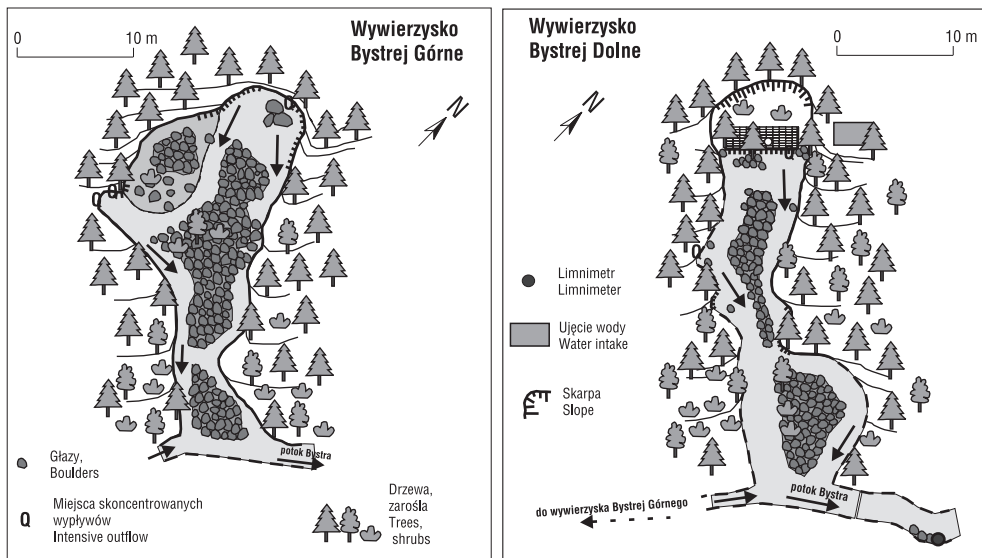 Wywierzysko
Bystrej Górne
0 10 m
N
Q
Q
Q
potok Bystra
Głazy,
Boulders
Q
Miejsca skoncentrowanych
wypływów
Intensive outflow
Drzewa,
zarośla
Trees,
shrubs
Wywierzysko
Bystrej Dolne
0 10 m
N
Q
Q
Limnimetr
Limnimeter
Ujęcie wody
Water intake
Skarpa
Slope
potok Bystra
do wywierzyska Bystrej Górnego